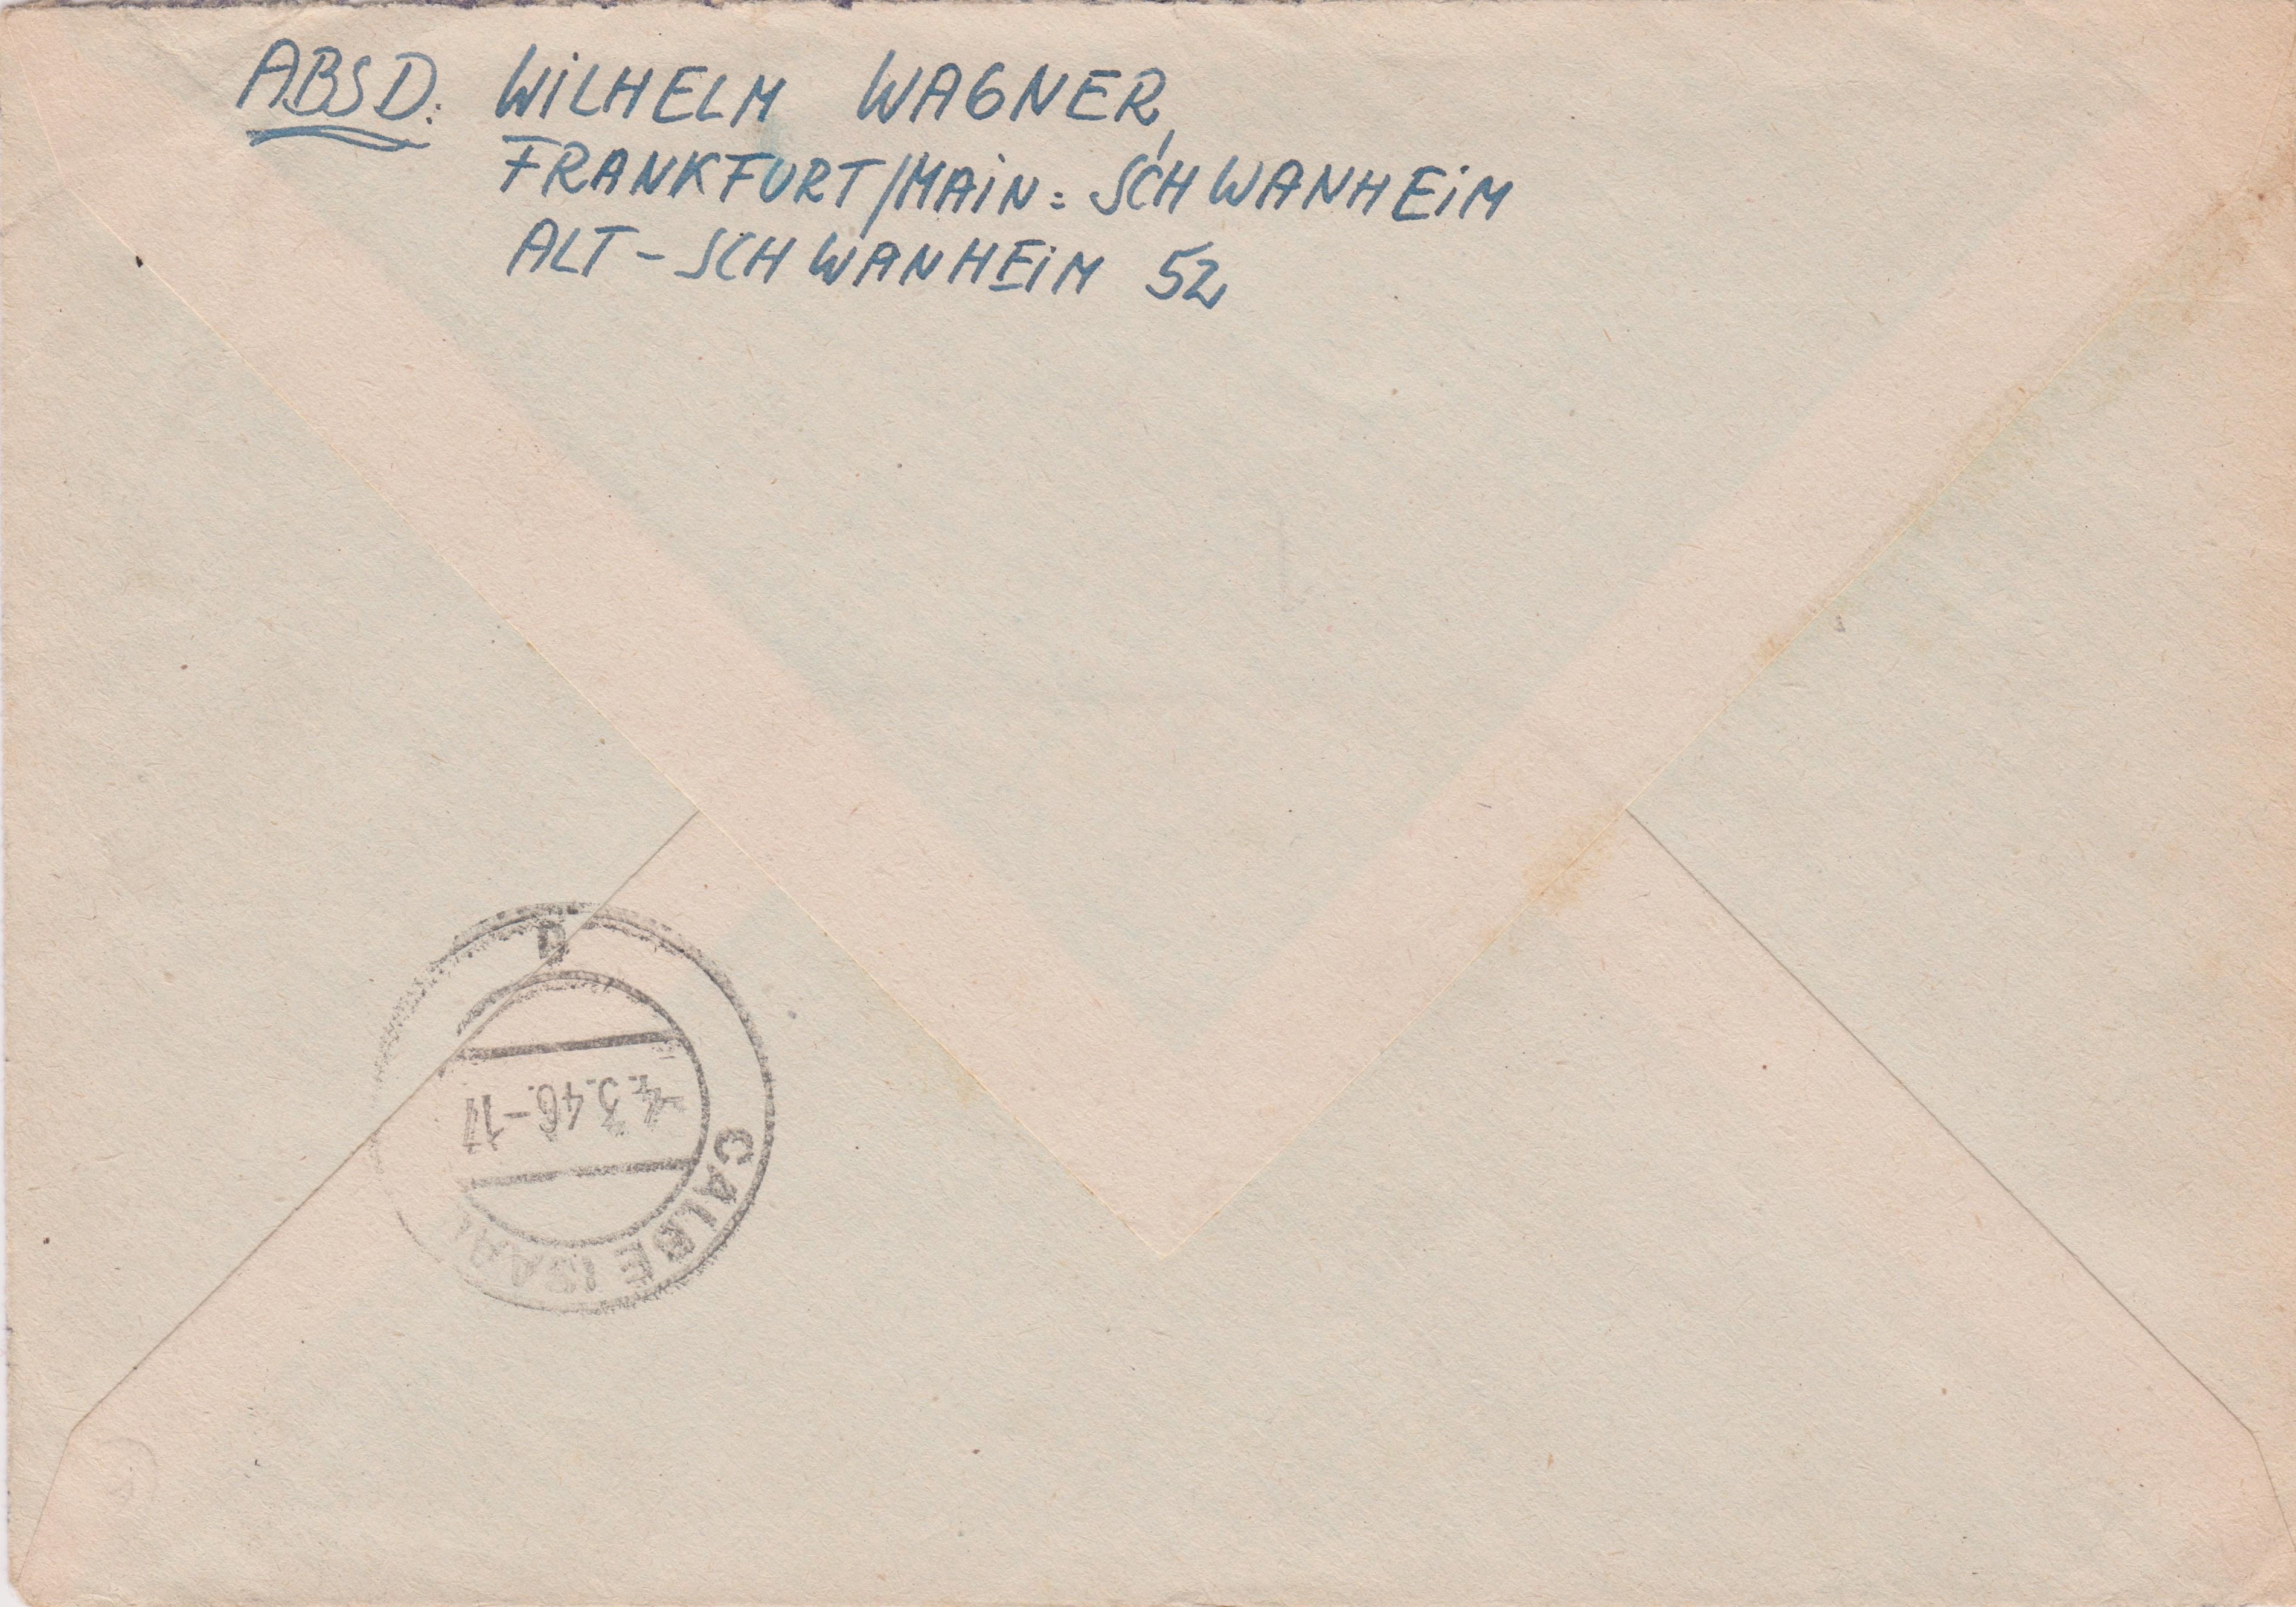 ABSD: WiLHELM WAGNER,
FRANKFURT/MAiN=SCHWANHEiM
ALT-SCHWANHEiM 52
CALBE (SAAL
4.3.46.-17